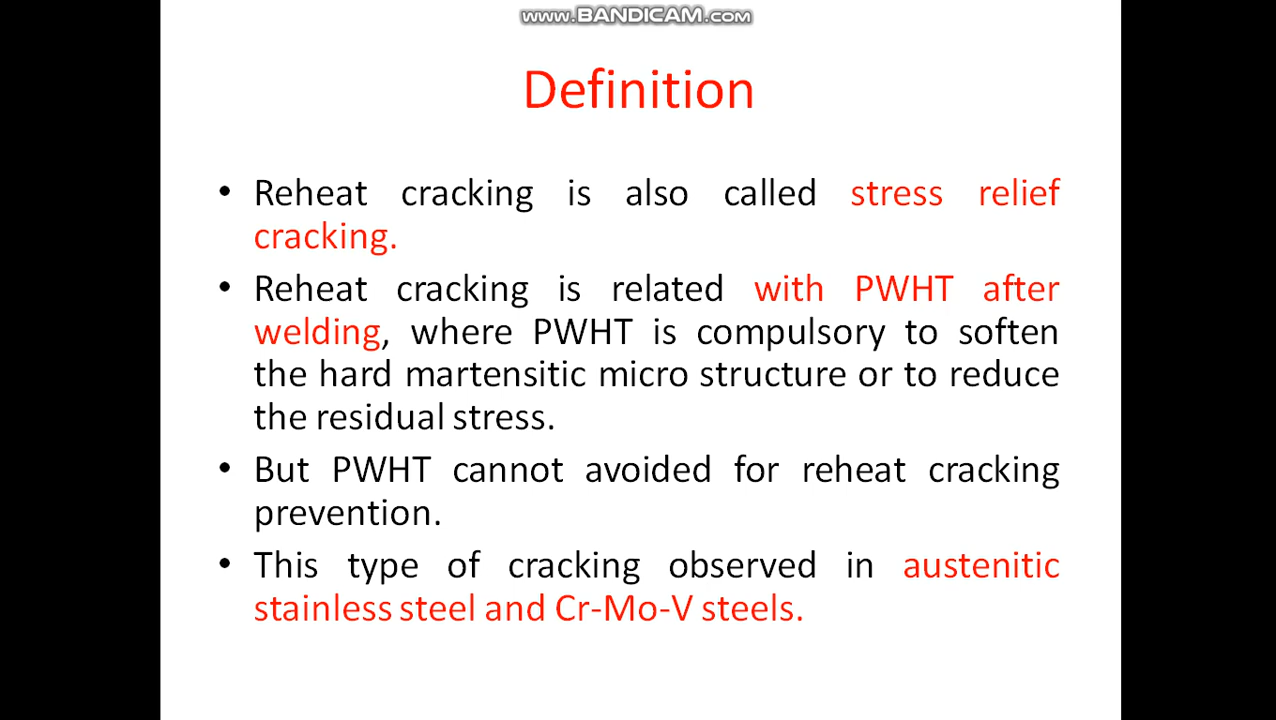 www.BANDICAM.com
Definition
• Reheat cracking is also called stress relief
cracking.
• Reheat cracking is related with PWHT after
welding, where PWHT is compulsory to soften
the hard martensitic micro structure or to reduce
the residual stress.
• But PWHT cannot avoided for reheat cracking
prevention.
• This type of cracking observed in austenitic
stainless steel and Cr-Mo-V steels.